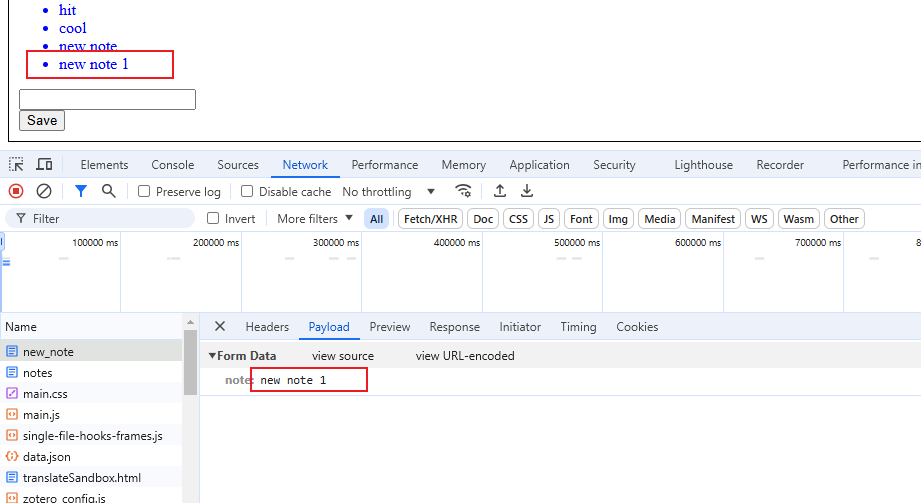 hit
cool
new note
new note 1
Save
Elements Console Sources Network Performance Memory Application Security Lighthouse Recorder Performance in
Preserve log Disable cache No throttling
Filter Invert More filters All Fetch/XHR Doc CSS JS Font Img Media Manifest WS Wasm Other
100000 ms 200000 ms 300000 ms 400000 ms 500000 ms 600000 ms 700000 ms 8
Name Headers Payload Preview Response Initiator Timing Cookies
new_note Form Data view source view URL-encoded
notes note: new note 1
main.css
main.js
single-file-hooks-frames.js
data.json
translateSandbox.html
zotero_config.js